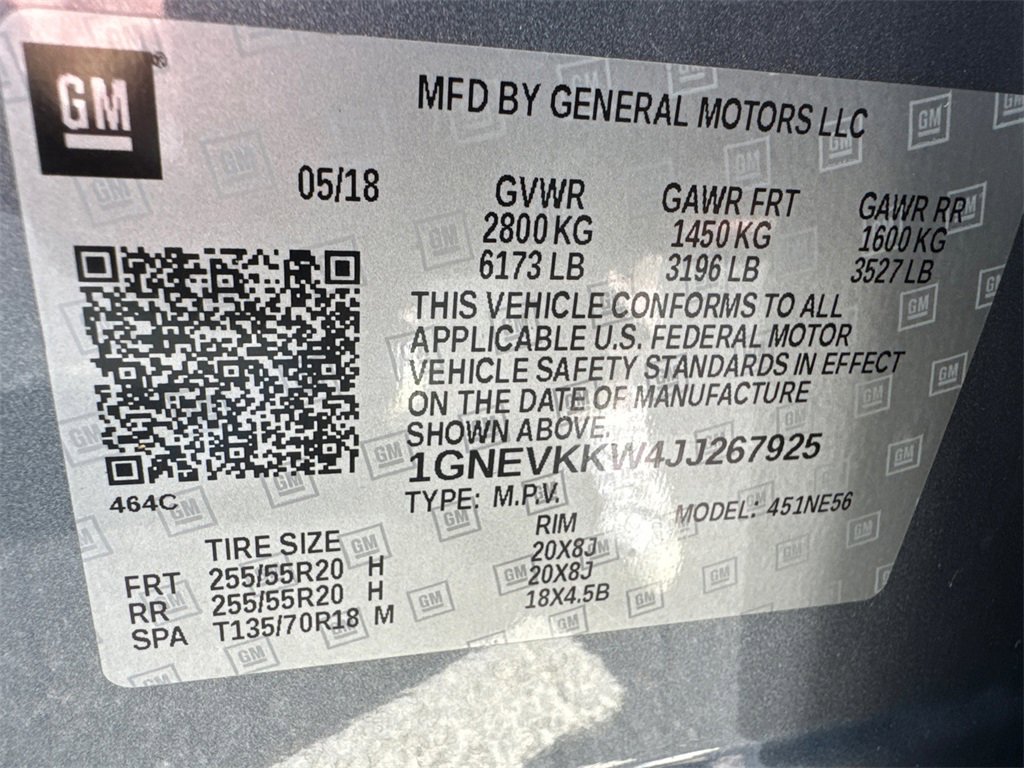 GM
MFD BY GENERAL MOTORS LLC
05/18 GVWR GAWR FRT GAWR RR
2800 KG 1450 KG 1600 KG
6173 LB 3196 LB 3527 LB
THIS VEHICLE CONFORMS TO ALL
APPLICABLE U.S. FEDERAL MOTOR
VEHICLE SAFETY STANDARDS IN EFFECT
ON THE DATE OF MANUFACTURE
SHOWN ABOVE.
1GNEVKKW4JJ267925
464C
TYPE: M.P.V. MODEL: 451NE56
TIRE SIZE RIM
FRT 255/55R20 H 20X8J
RR 255/55R20 H 20X8J
SPA T135/70R18 M 18X4.5B